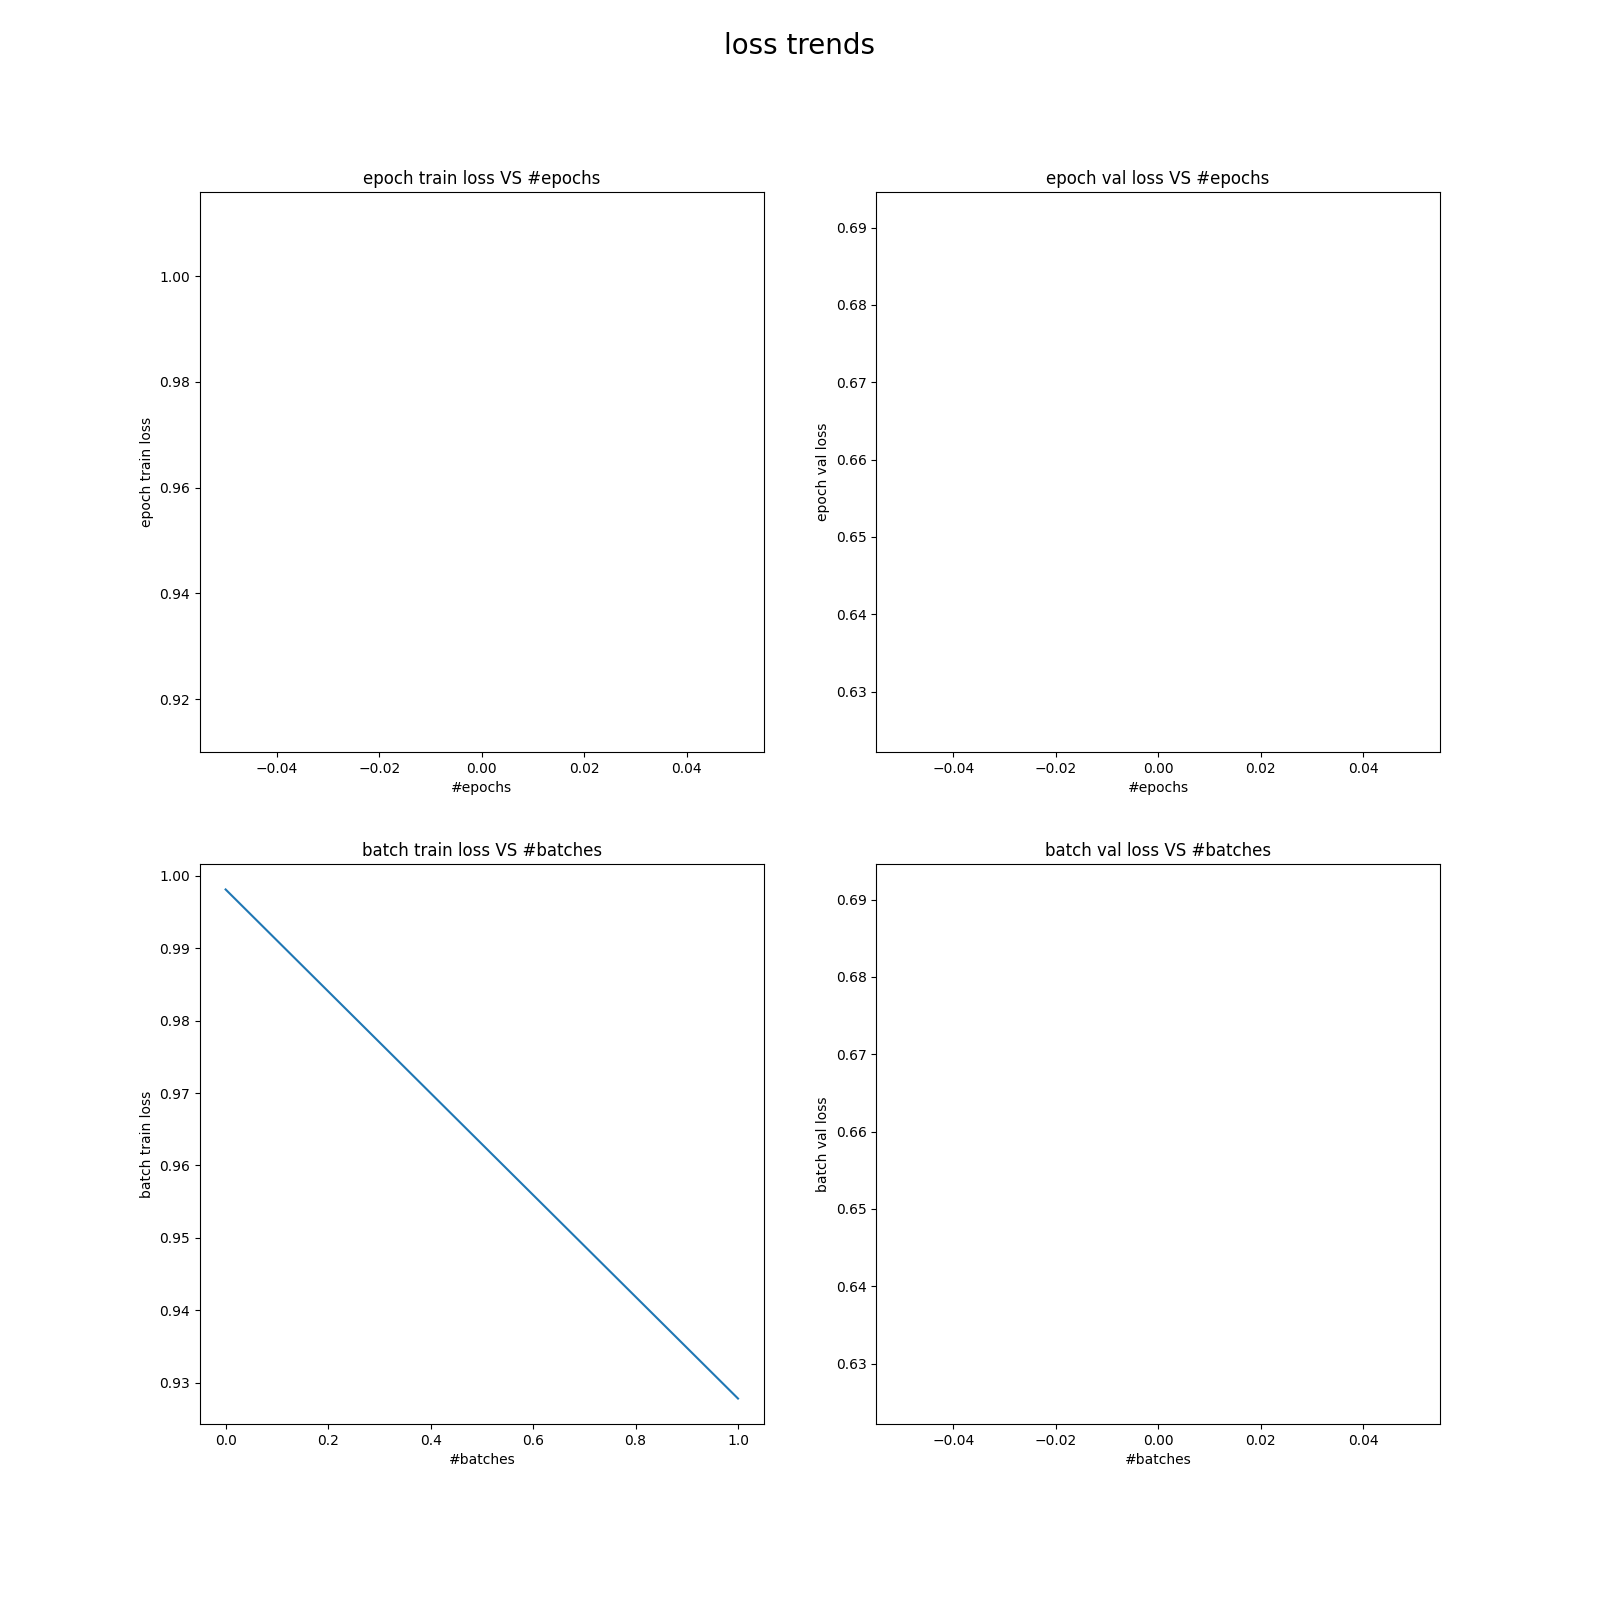 loss trends
epoch train loss VS #epochs
1.00
0.98
0.96
0.94
0.92
epoch train loss
−0.04 −0.02 0.00 0.02 0.04
#epochs
epoch val loss VS #epochs
0.69
0.68
0.67
0.66
0.65
0.64
0.63
epoch val loss
−0.04 −0.02 0.00 0.02 0.04
#epochs
batch train loss VS #batches
1.00
0.99
0.98
0.97
0.96
0.95
0.94
0.93
batch train loss
0.0 0.2 0.4 0.6 0.8 1.0
#batches
batch val loss VS #batches
0.69
0.68
0.67
0.66
0.65
0.64
0.63
batch val loss
−0.04 −0.02 0.00 0.02 0.04
#batches